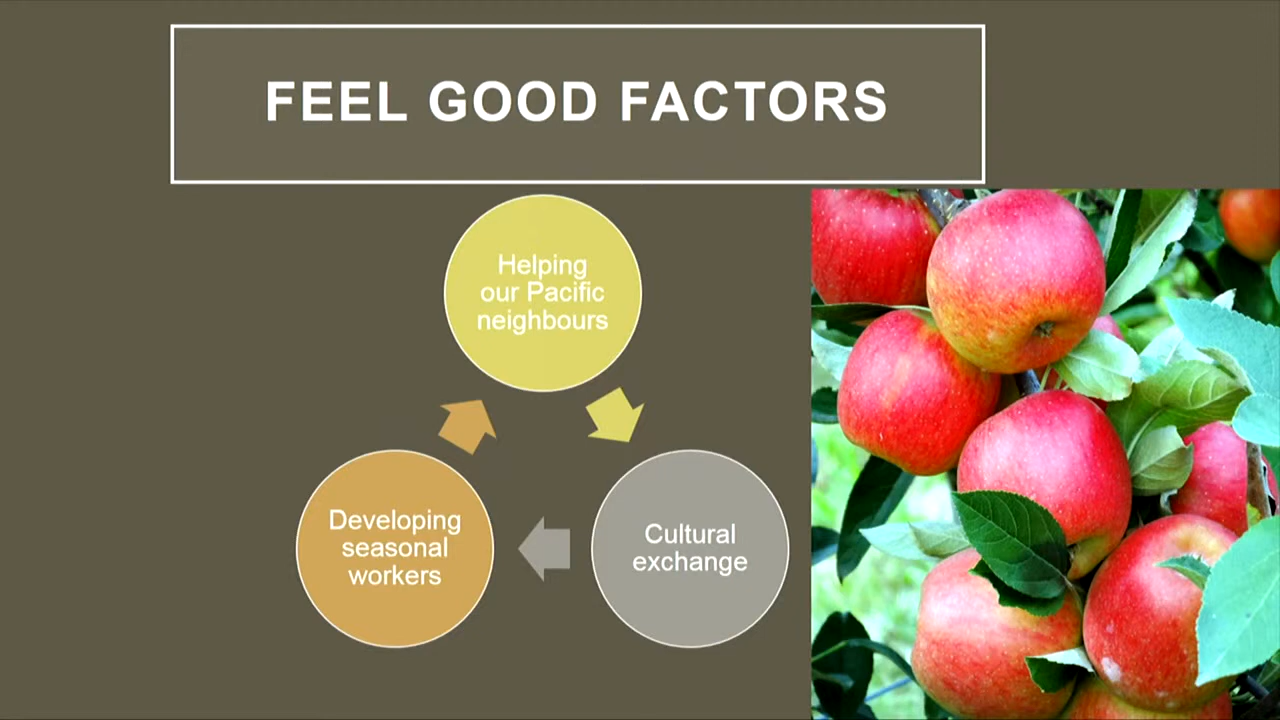 FEEL GOOD FACTORS
Helping
our Pacific
neighbours
Cultural
exchange
Developing
seasonal
workers